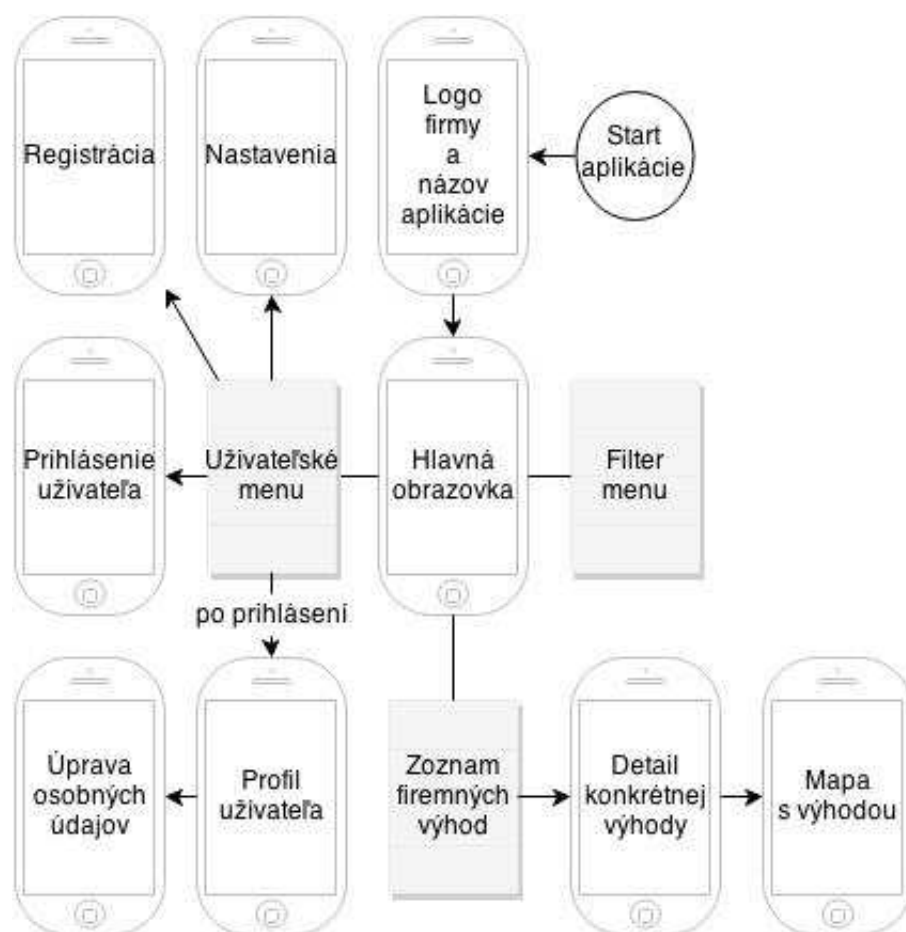 Registrácia
Nastavenia
Logo
firmy
a
názov
aplikácie
Start
aplikácie
Prihlásenie
užívateľa
Užívateľské
menu
Hlavná
obrazovka
Filter
menu
po prihlásení
Úprava
osobných
údajov
Profil
užívateľa
Zoznam
firemných
výhod
Detail
konkrétnej
výhody
Mapa
s výhodou